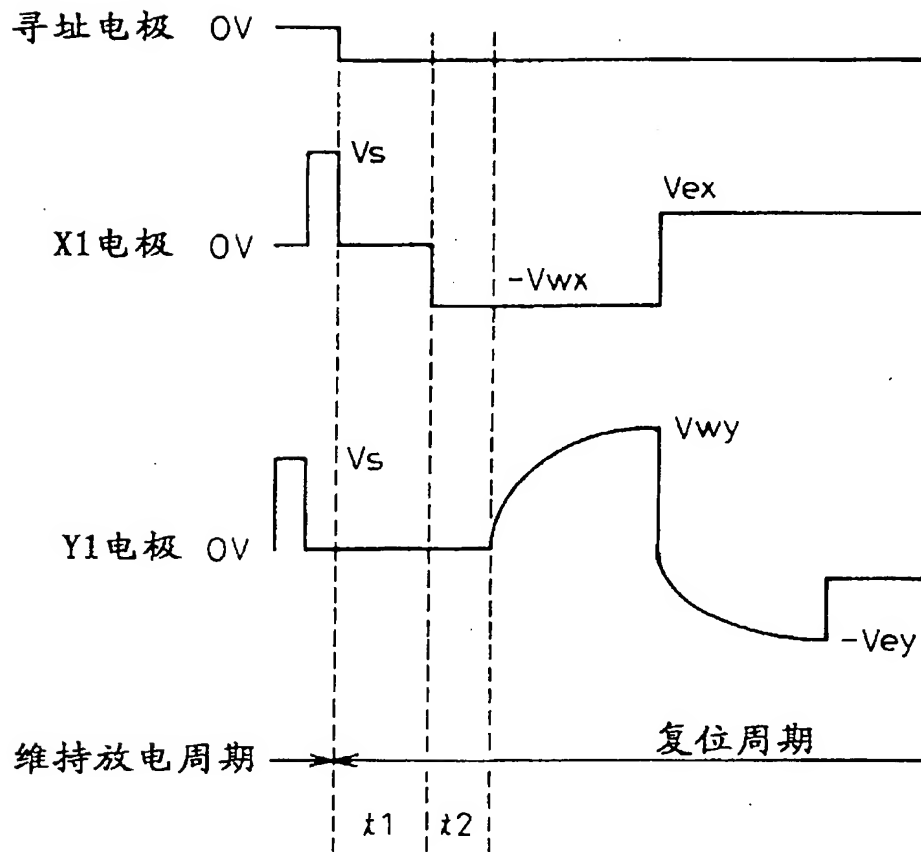 寻址电极 0V
Vs
Vex
X1电极 0V
-Vwx
Vwy
Vs
Y1电极 0V
-Vey
复位周期
维持放电周期
t1 t2